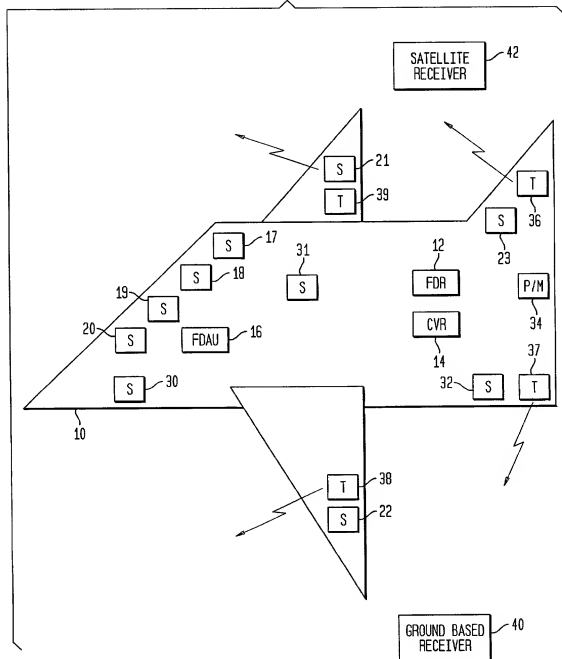 SATELLITE
RECEIVER
42
S
21
T
39
T
36
S
23
S
17
31
S
18
S
12
FDR
P/M
34
19
S
20
S
FDAU
16
CVR
14
37
S
30
32
S
T
10
T
38
S
22
GROUND BASED
RECEIVER
40